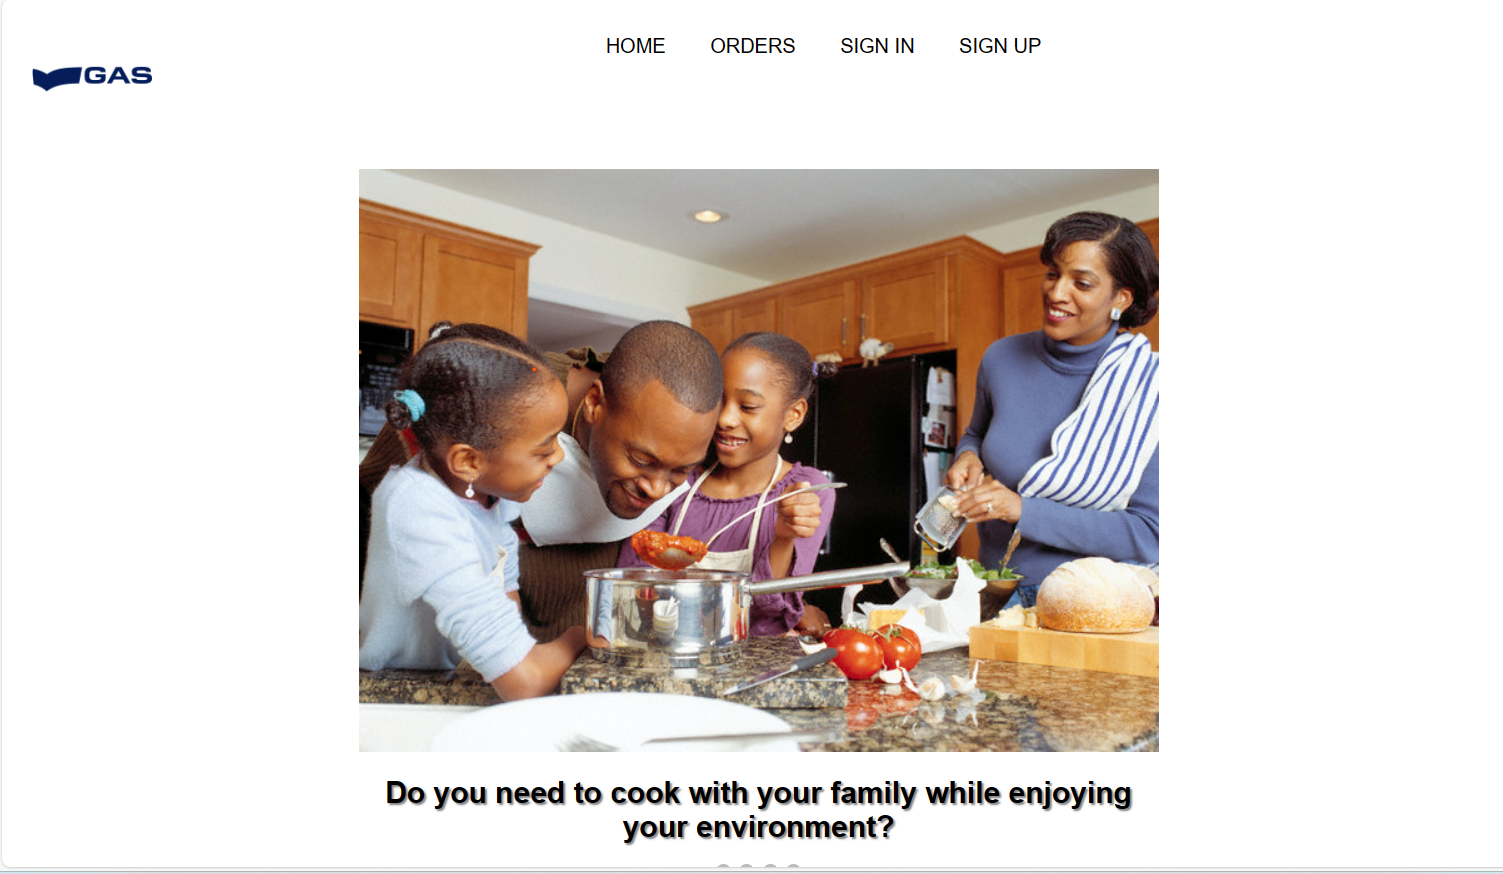 HOME ORDERS SIGN IN SIGN UP
GAS
Do you need to cook with your family while enjoying
your environment?